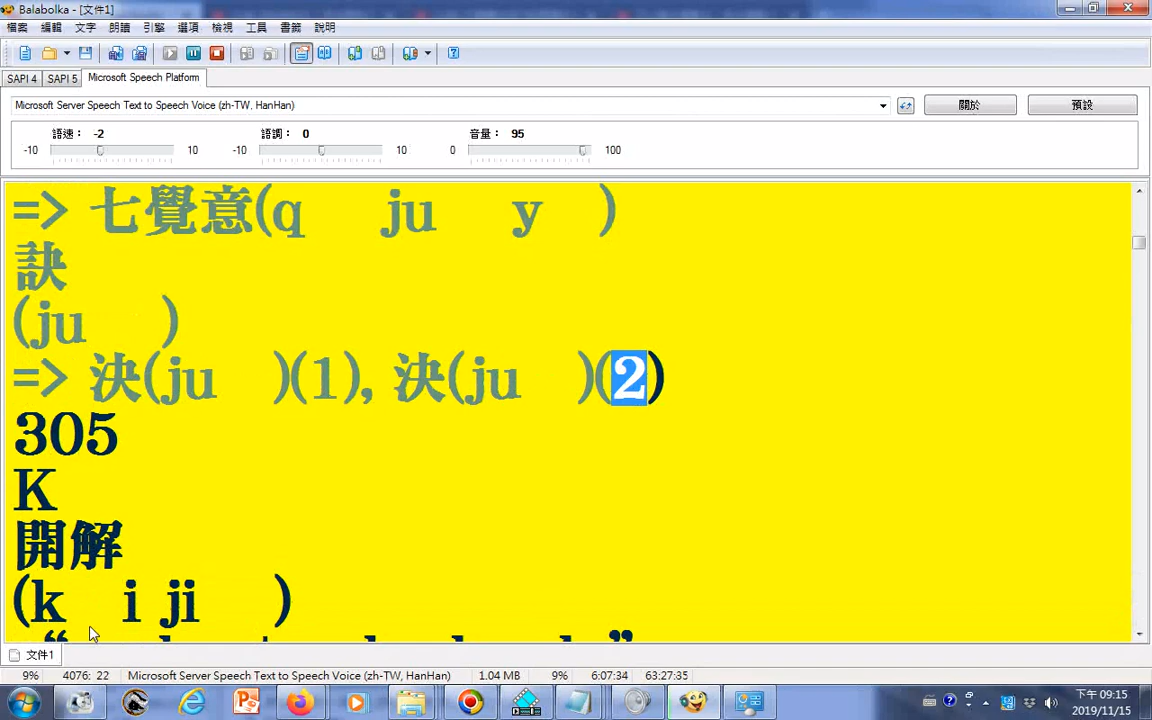 Balabolka - [文件1]
檔案 編輯 文字 朗讀 引擎 選項 檢視 工具 書籤 說明
SAPI 4 SAPI 5 Microsoft Speech Platform
Microsoft Server Speech Text to Speech Voice (zh-TW, HanHan) 關於 預設
語速： -2 語調： 0 音量： 95
-10 10 -10 10 0 100
=> 七覺意(q ju y )
訣
(ju )
=> 決(ju )(1), 決(ju )(2)
305
K
開解
(k i ji )
文件1
9% 4076: 22 Microsoft Server Speech Text to Speech Voice (zh-TW, HanHan) 1.04 MB 9% 6:07:34 63:27:35
下午 09:15
2019/11/15